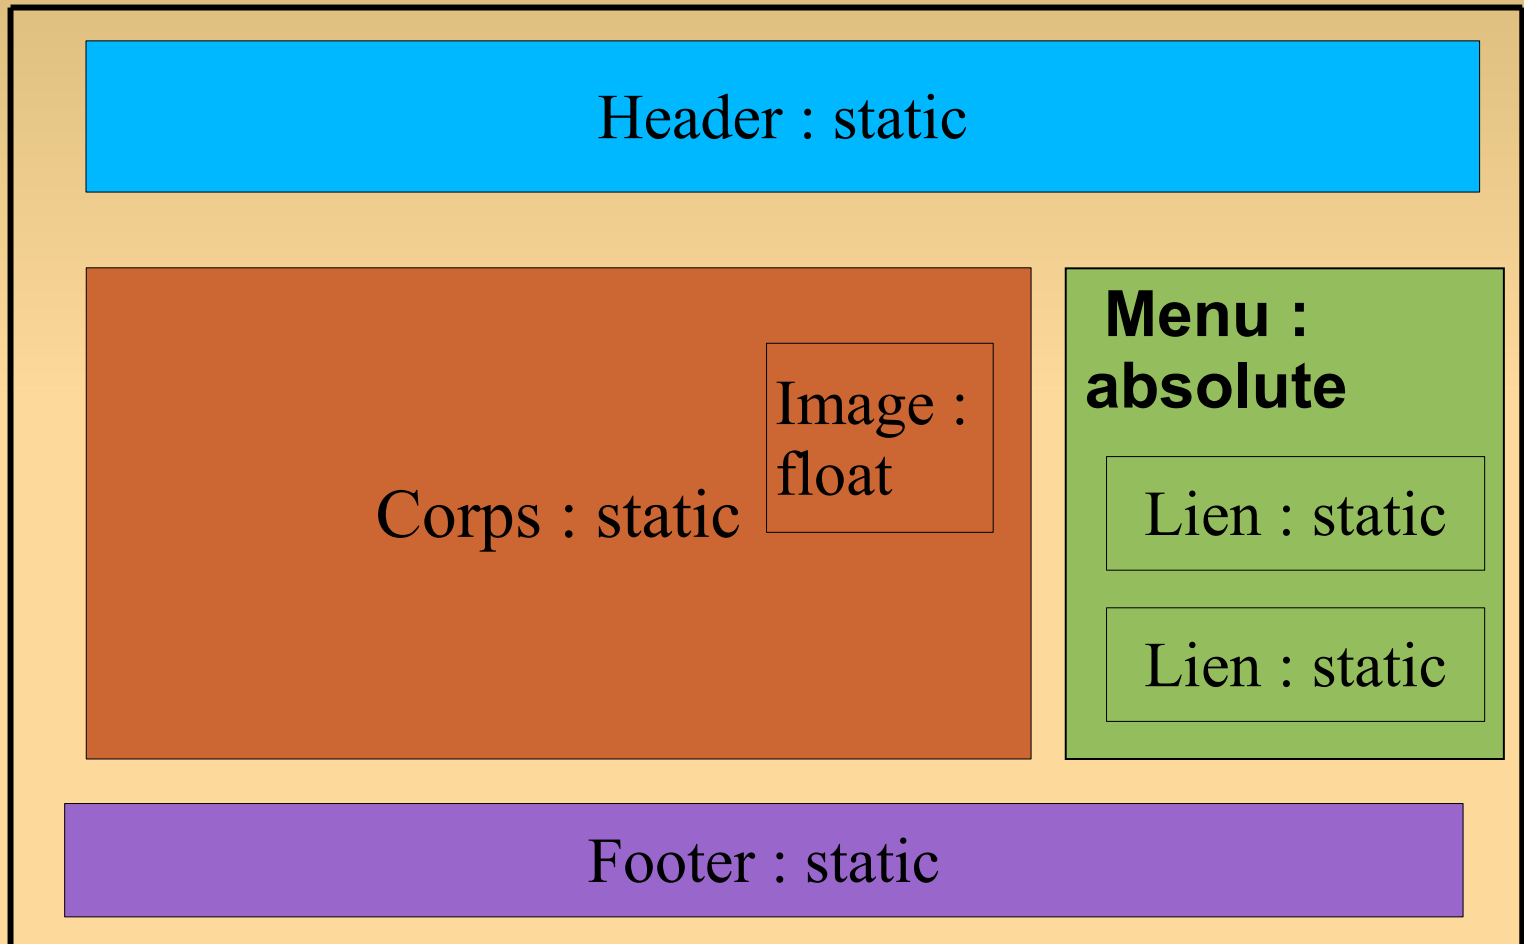 Header : static
Corps : static
Image :
float
Menu :
absolute
Lien : static
Lien : static
Footer : static